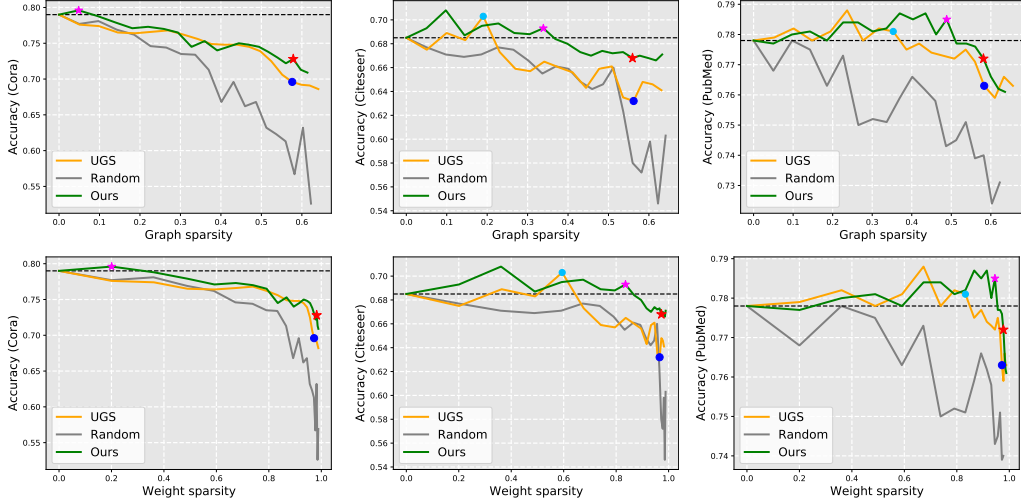 0.80
0.75
0.70
0.65
0.60
0.55
Accuracy (Cora)
UGS
Random
Ours
0.0 0.1 0.2 0.3 0.4 0.5 0.6
Graph sparsity
0.70
0.68
0.66
0.64
0.62
0.60
0.58
0.56
0.54
Accuracy (Citeseer)
UGS
Random
Ours
0.0 0.1 0.2 0.3 0.4 0.5 0.6
Graph sparsity
0.79
0.78
0.77
0.76
0.75
0.74
0.73
Accuracy (PubMed)
UGS
Random
Ours
0.0 0.1 0.2 0.3 0.4 0.5 0.6
Graph sparsity
0.80
0.75
0.70
0.65
0.60
0.55
Accuracy (Cora)
UGS
Random
Ours
0.0 0.2 0.4 0.6 0.8 1.0
Weight sparsity
0.70
0.68
0.66
0.64
0.62
0.60
0.58
0.56
0.54
Accuracy (Citeseer)
UGS
Random
Ours
0.0 0.2 0.4 0.6 0.8 1.0
Weight sparsity
0.79
0.78
0.77
0.76
0.75
0.74
Accuracy (PubMed)
UGS
Random
Ours
0.0 0.2 0.4 0.6 0.8 1.0
Weight sparsity